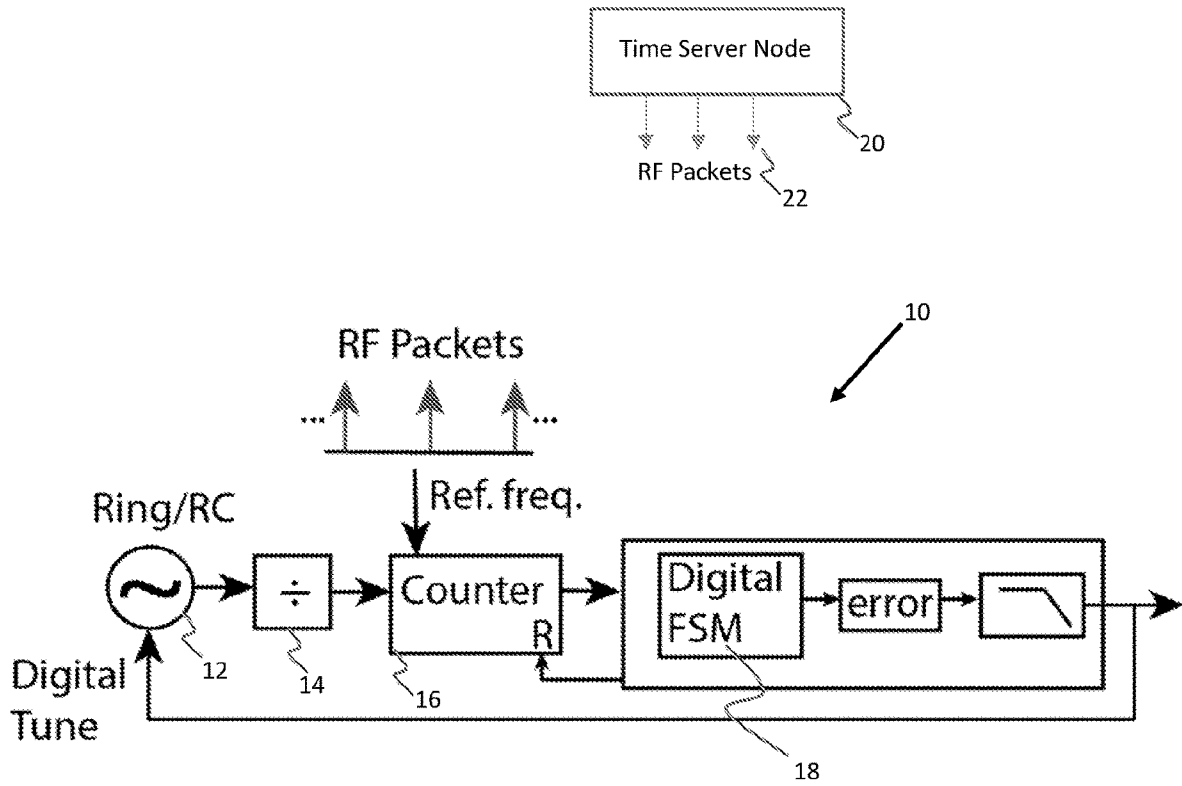 Time Server Node
20
RF Packets
22
10
RF Packets
... ...
Ring/RC
Ref. freq.
÷
Counter
R
Digital
FSM
error
12
14
16
Digital
Tune
18